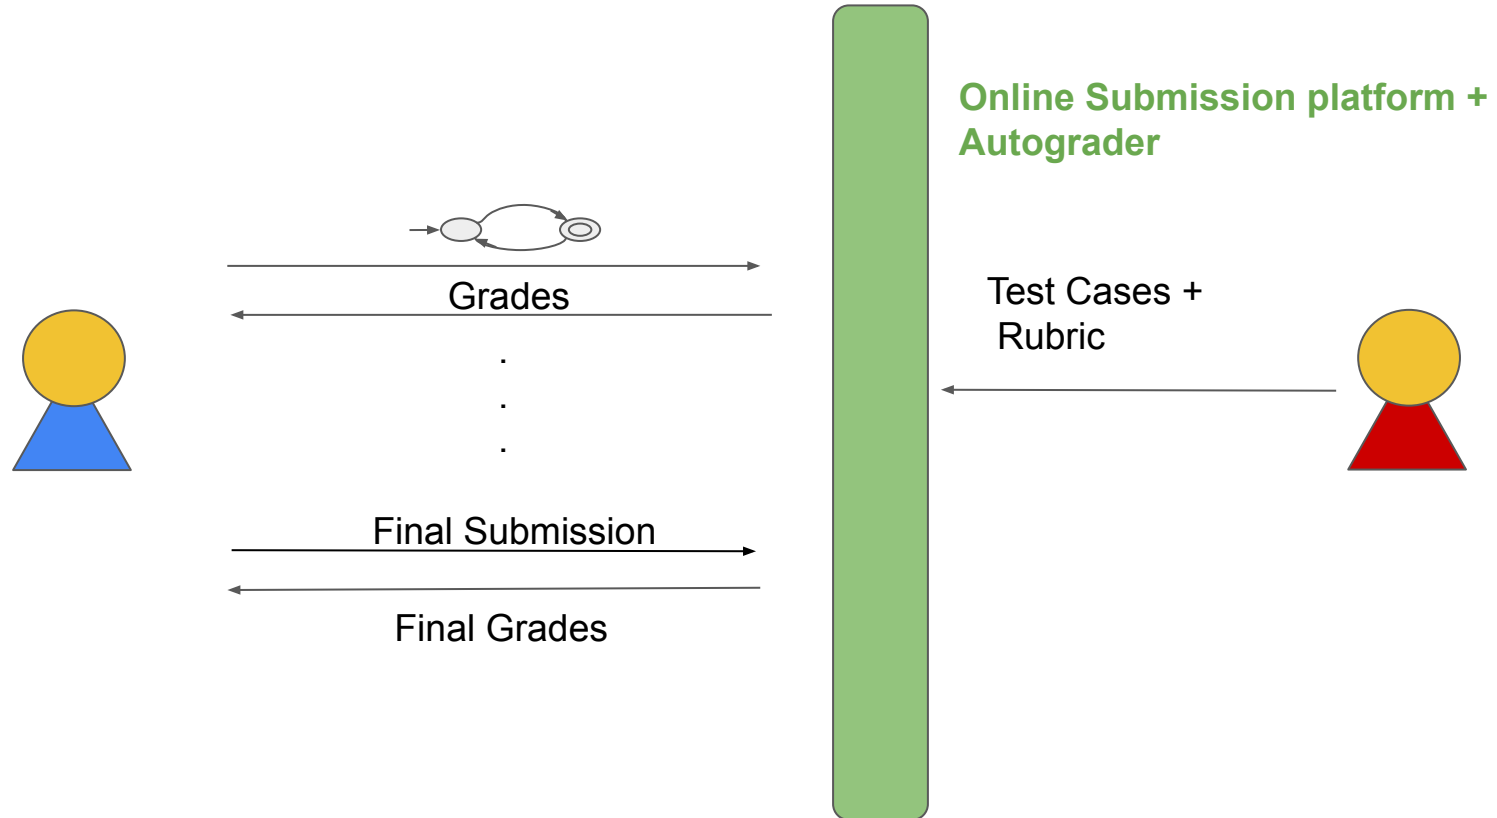 Online Submission platform +
Autograder
Grades
.
.
.
Test Cases +
Rubric
Final Submission
Final Grades